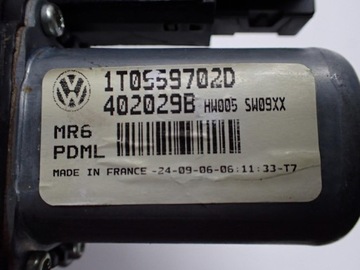 1T0959702D
402029B HW005 SW09XX
MR6
PDML
MADE IN FRANCE -24-09-06-06:11:33-T7